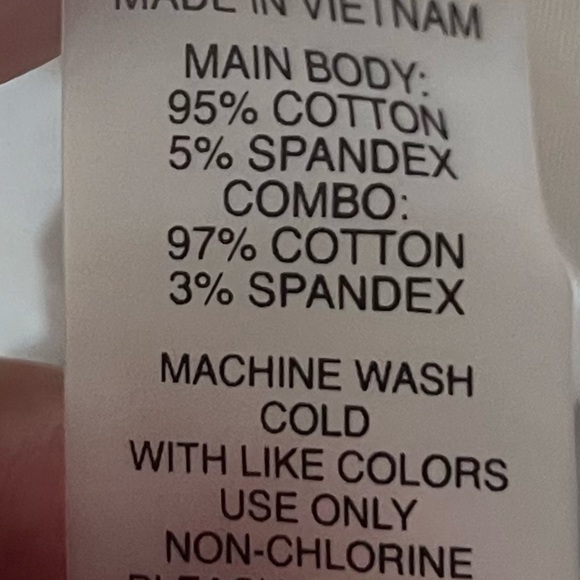 MADE IN VIETNAM
MAIN BODY:
95% COTTON
5% SPANDEX
COMBO:
97% COTTON
3% SPANDEX
MACHINE WASH
COLD
WITH LIKE COLORS
USE ONLY
NON-CHLORINE